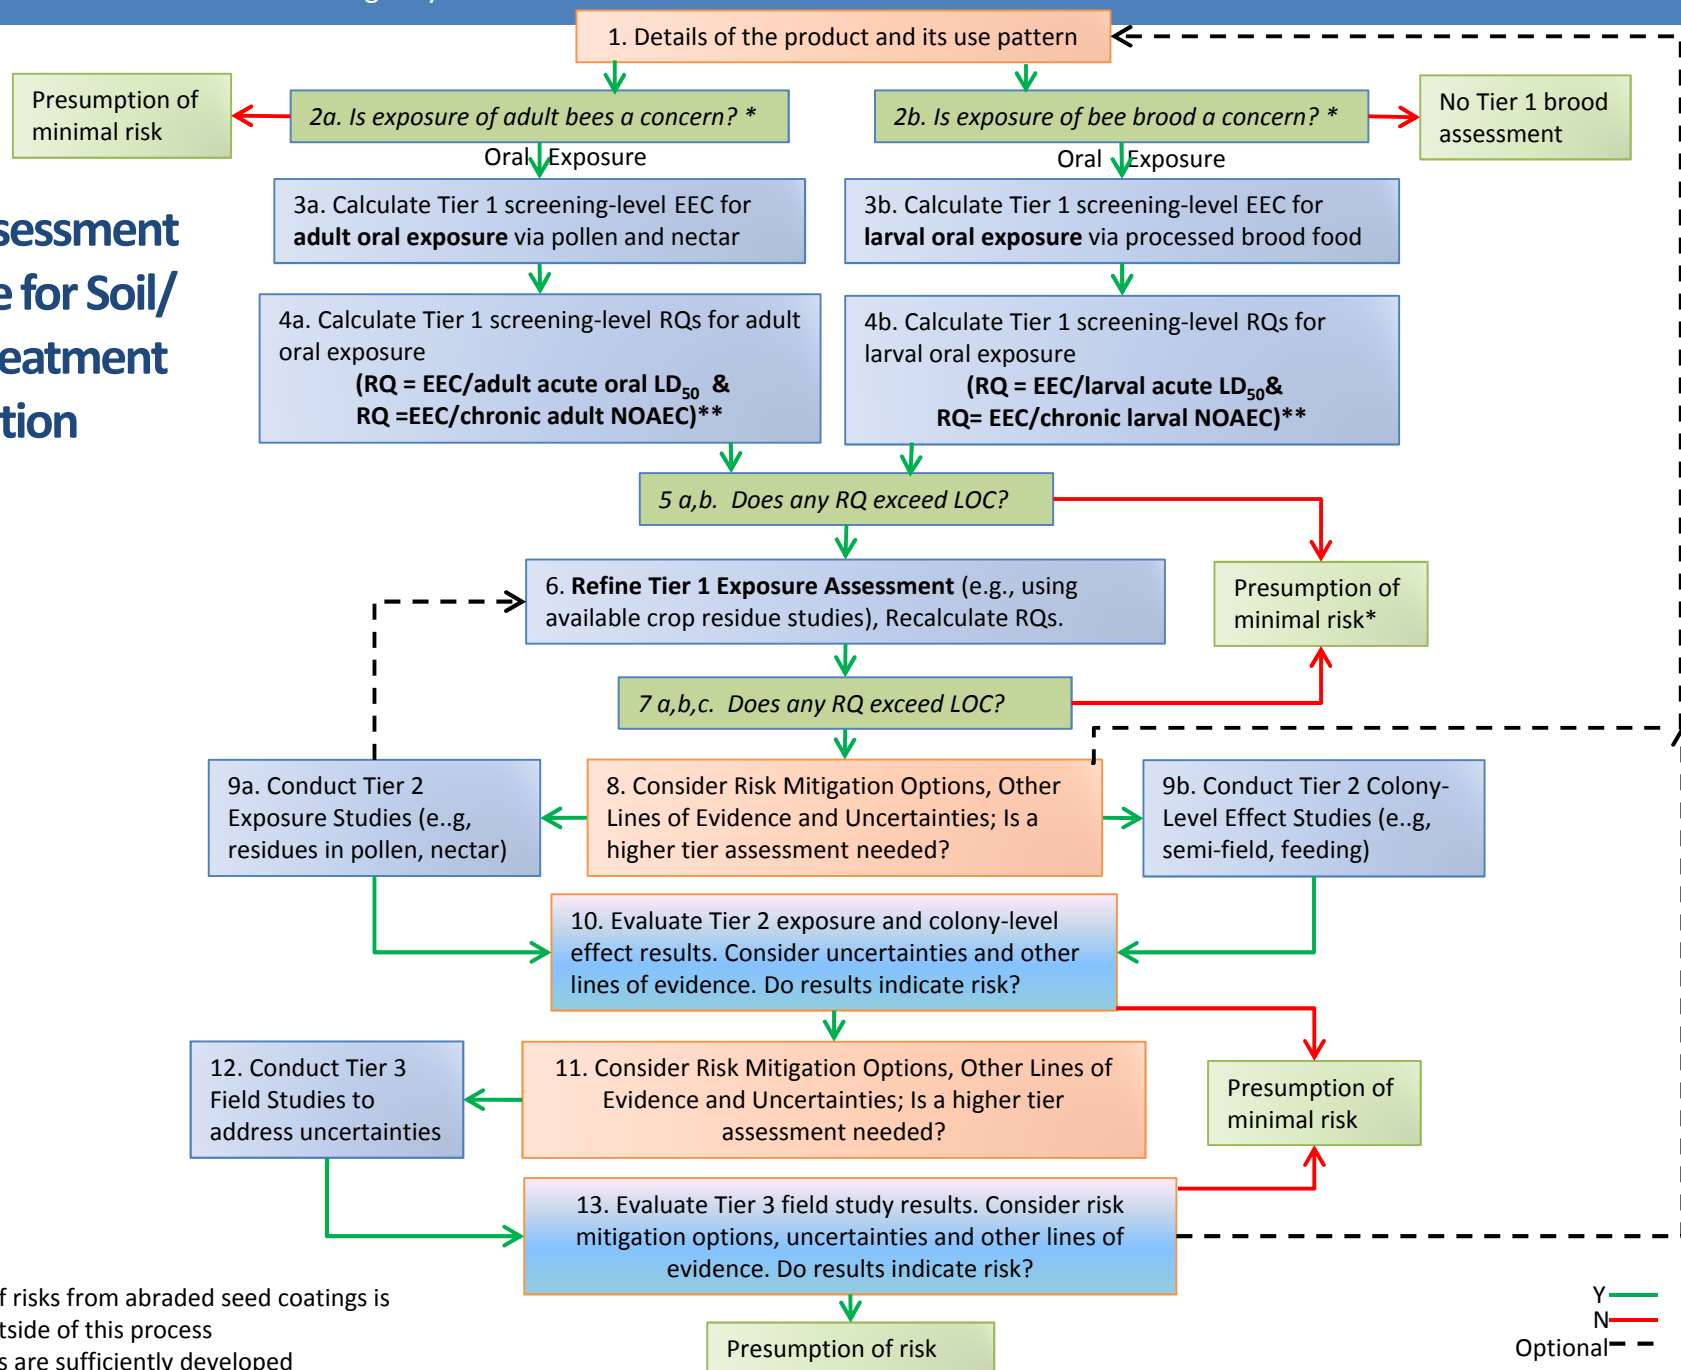 1. Details of the product and its use pattern
Presumption of
minimal risk
2a. Is exposure of adult bees a concern? *
2b. Is exposure of bee brood a concern? *
No Tier 1 brood
assessment
Oral Exposure
Oral Exposure
3a. Calculate Tier 1 screening-level EEC for
adult oral exposure via pollen and nectar
3b. Calculate Tier 1 screening-level EEC for
larval oral exposure via processed brood food
sessment
e for Soil/
eatment
tion
4a. Calculate Tier 1 screening-level RQs for adult
oral exposure
(RQ = EEC/adult acute oral LD50 &
RQ =EEC/chronic adult NOAEC)**
4b. Calculate Tier 1 screening-level RQs for
larval oral exposure
(RQ = EEC/larval acute LD50&
RQ= EEC/chronic larval NOAEC)**
5 a,b. Does any RQ exceed LOC?
6. Refine Tier 1 Exposure Assessment (e.g., using
available crop residue studies), Recalculate RQs.
Presumption of
minimal risk*
7 a,b,c. Does any RQ exceed LOC?
9a. Conduct Tier 2
Exposure Studies (e..g,
residues in pollen, nectar)
8. Consider Risk Mitigation Options, Other
Lines of Evidence and Uncertainties; Is a
higher tier assessment needed?
9b. Conduct Tier 2 Colony-
Level Effect Studies (e..g,
semi-field, feeding)
10. Evaluate Tier 2 exposure and colony-level
effect results. Consider uncertainties and other
lines of evidence. Do results indicate risk?
12. Conduct Tier 3
Field Studies to
address uncertainties
11. Consider Risk Mitigation Options, Other Lines of
Evidence and Uncertainties; Is a higher tier
assessment needed?
Presumption of
minimal risk
13. Evaluate Tier 3 field study results. Consider risk
mitigation options, uncertainties and other lines of
evidence. Do results indicate risk?
f risks from abraded seed coatings is
tside of this process
s are sufficiently developed
Presumption of risk
Y
N
Optional